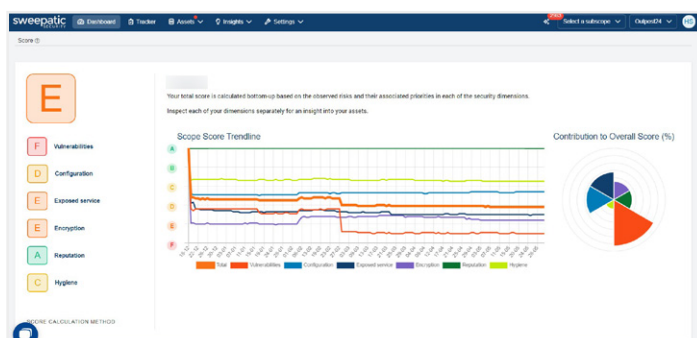 sweepatic
SECURITY
Dashboard
Tracker
Assets
Insights
Settings
Select a subscope
Outpost24
HS
Score
E
Your total score is calculated bottom-up based on the observed risks and their associated priorities in each of the security dimensions.
Inspect each of your dimensions separately for an insight into your assets.
F Vulnerabilities
D Configuration
E Exposed service
E Encryption
A Reputation
C Hygiene
SCORE CALCULATION METHOD
Scope Score Trendline
A
B
C
D
E
F
Total
Vulnerabilities
Configuration
Exposed service
Encryption
Reputation
Hygiene
Contribution to Overall Score (%)